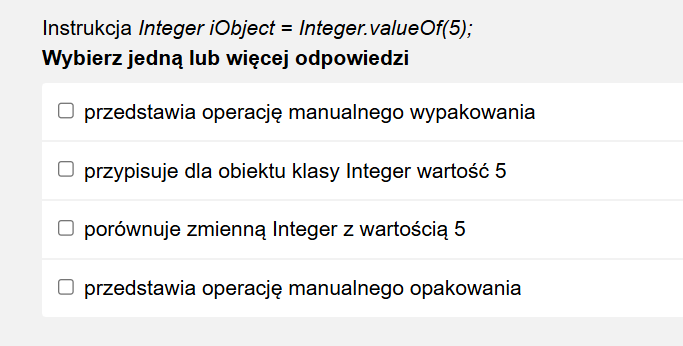 Instrukcja Integer iObject = Integer.valueOf(5);
Wybierz jedną lub więcej odpowiedzi
przedstawia operację manualnego wypakowania
przypisuje dla obiektu klasy Integer wartość 5
porównuje zmienną Integer z wartością 5
przedstawia operację manualnego opakowania